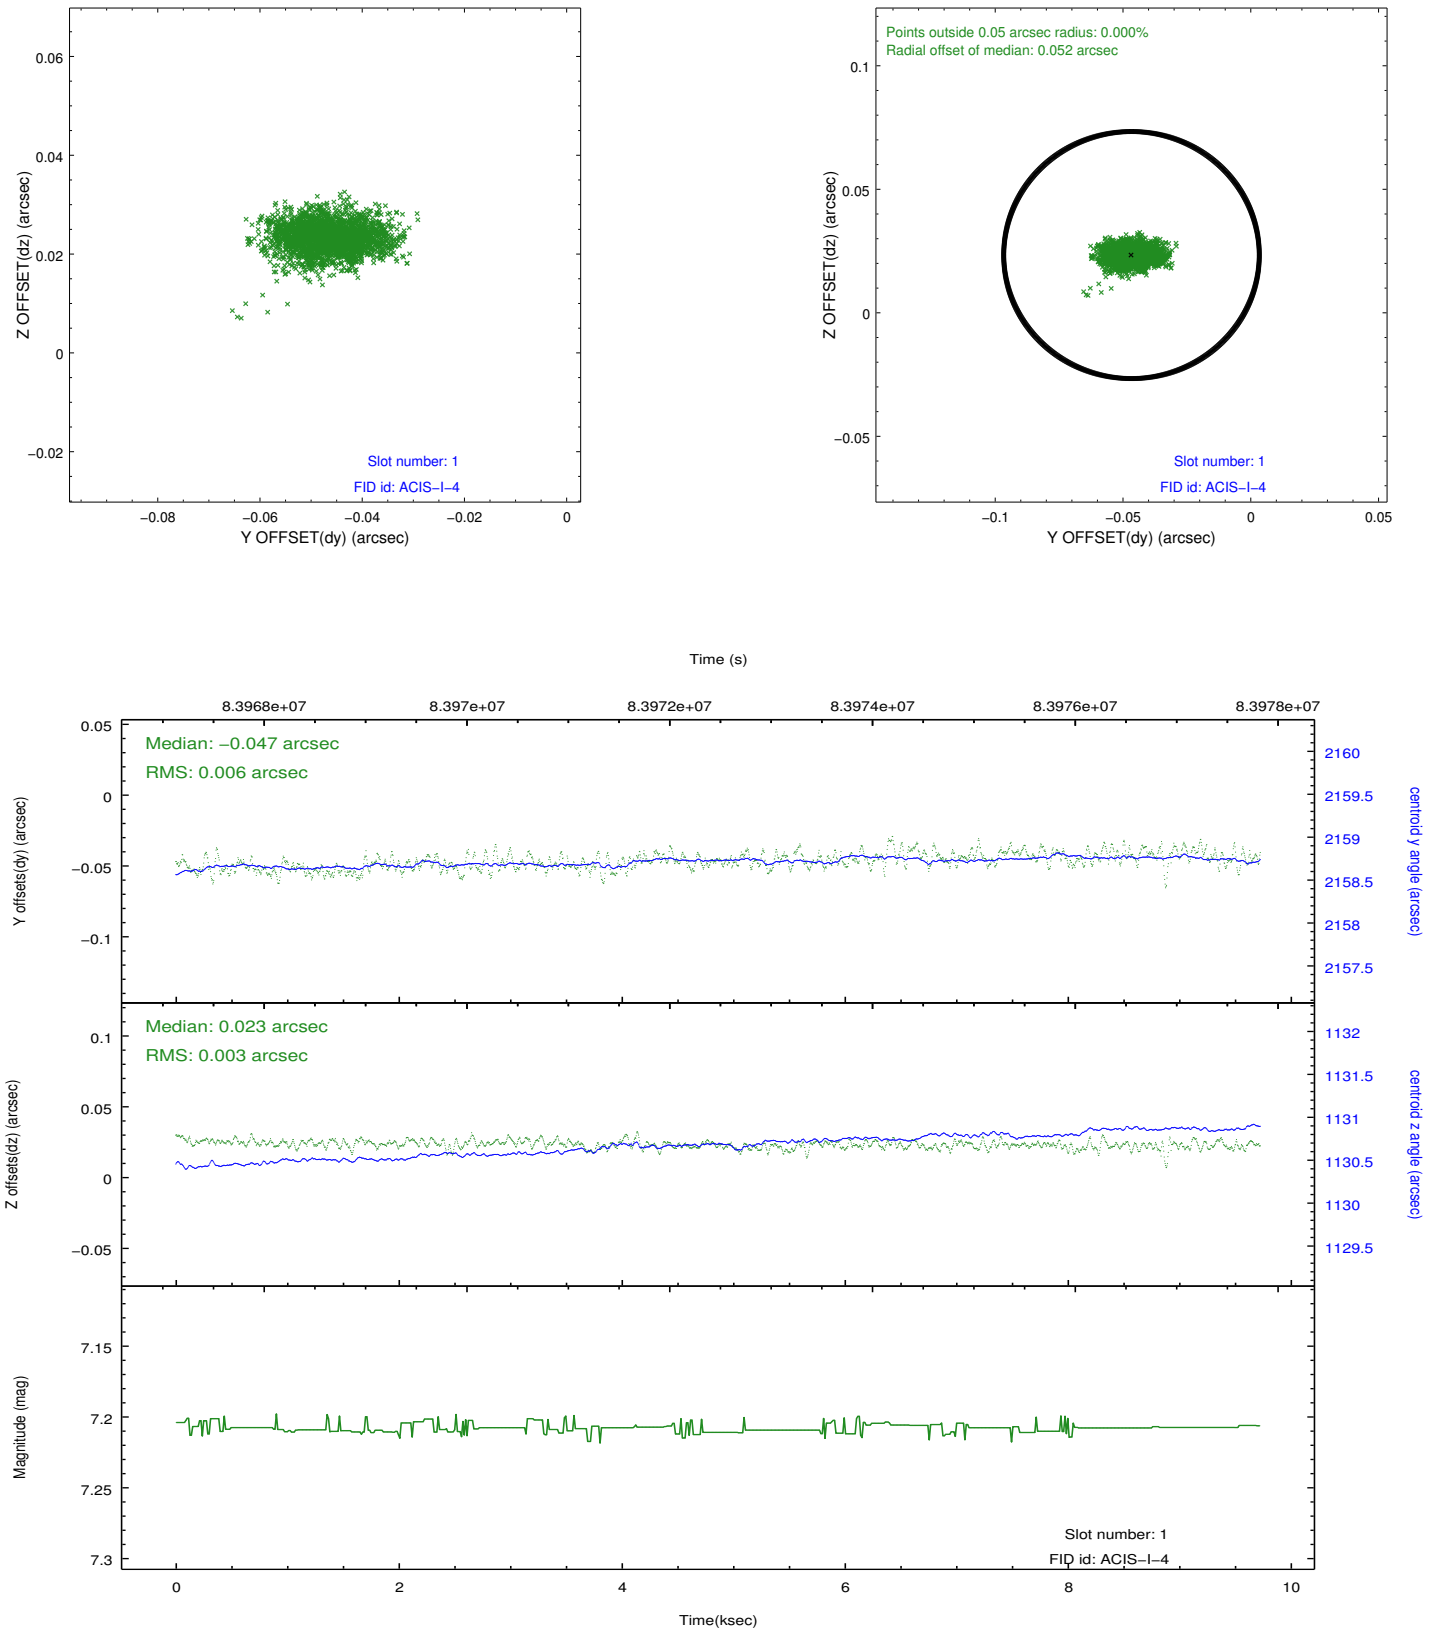 0.06
0.04
0.02
0
−0.02
Z OFFSET(dz) (arcsec)
Slot number: 1
FID id: ACIS−I−4
−0.08 −0.06 −0.04 −0.02 0
Y OFFSET(dy) (arcsec)
Points outside 0.05 arcsec radius: 0.000%
Radial offset of median: 0.052 arcsec
0.1
0.05
0
−0.05
Z OFFSET(dz) (arcsec)
Slot number: 1
FID id: ACIS−I−4
−0.1 −0.05 0 0.05
Y OFFSET(dy) (arcsec)
Time (s)
8.3968e+07 8.397e+07 8.3972e+07 8.3974e+07 8.3976e+07 8.3978e+07
Median: −0.047 arcsec
RMS: 0.006 arcsec
0.05
0
−0.05
−0.1
Y offsets(dy) (arcsec)
2160
2159.5
2159
2158.5
2158
2157.5
centroid y angle (arcsec)
Median: 0.023 arcsec
RMS: 0.003 arcsec
0.1
0.05
0
−0.05
Z offsets(dz) (arcsec)
1132
1131.5
1131
1130.5
1130
1129.5
centroid z angle (arcsec)
7.15
7.2
7.25
7.3
Magnitude (mag)
Slot number: 1
FID id: ACIS−I−4
0 2 4 6 8 10
Time(ksec)